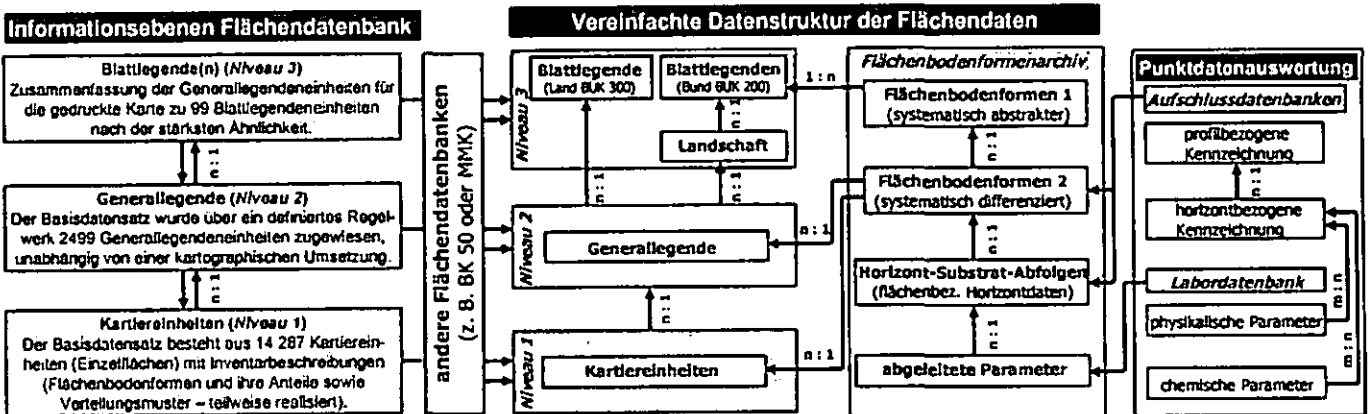 Informationsebenen Flächendatenbank
Blattlegende(n) (Niveau 3)
Zusammenfassung der Generallegendeneinheiten für
die gedruckte Karte zu 99 Blattlegendeneinheiten
nach der stärksten Ähnlichkeit.
n:1
Generallegende (Niveau 2)
Der Basisdatensatz wurde über ein definiertes Regel-
werk 2499 Generallegendeneinheiten zugewiesen,
unabhängig von einer kartographischen Umsetzung.
n:1
Kartiereinheiten (Niveau 1)
Der Basisdatensatz besteht aus 14 287 Kartierein-
heiten (Einzelflächen) mit Inventarbeschreibungen
(Flächenbodenformen und ihre Anteile sowie
Verteilungsmuster – teilweise realisiert).
andere Flächendatenbanken
(z. B. BK 50 oder MMK)
Vereinfachte Datenstruktur der Flächendaten
Niveau 3
Blattlegende
(Land BUK 300)
Blattlegenden
(Bund BUK 200)
n:1
Landschaft
n:1
n:1
Niveau 2
Generallegende
n:1
Niveau 1
Kartiereinheiten
1:n
n:1
n:1
Flächenbodenformenarchiv
Flächenbodenformen 1
(systematisch abstrakter)
n:1
Flächenbodenformen 2
(systematisch differenziert)
n:1
Horizont-Substrat-Abfolgen
(flächenbez. Horizontdaten)
n:1
abgeleitete Parameter
Punktdatenauswertung
Aufschlussdatenbanken
profilbezogene
Kennzeichnung
n:1
horizontbezogene
Kennzeichnung
Labordatenbank
m:n
physikalische Parameter
m:n
chemische Parameter